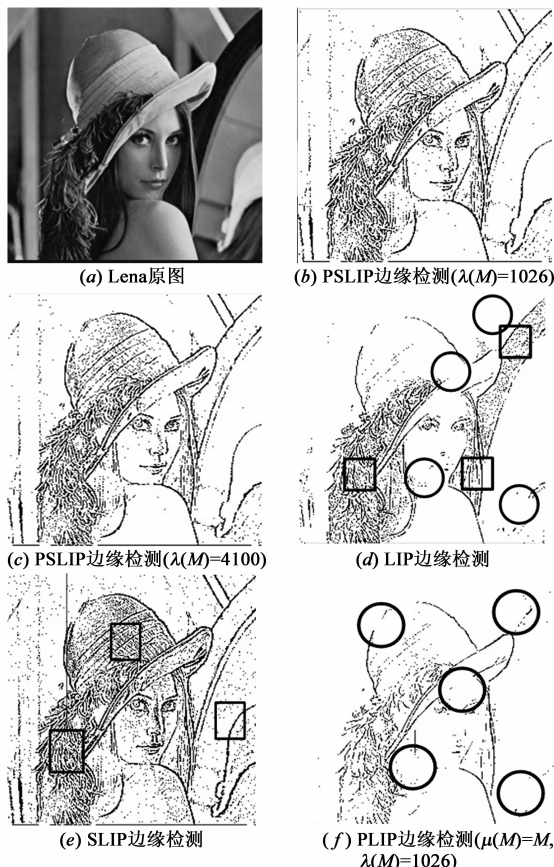 (a) Lena原图
(b) PSLIP边缘检测(λ(M)=1026)
(c) PSLIP边缘检测(λ(M)=4100)
(d) LIP边缘检测
(e) SLIP边缘检测
(f) PLIP边缘检测(μ(M)=M,
λ(M)=1026)